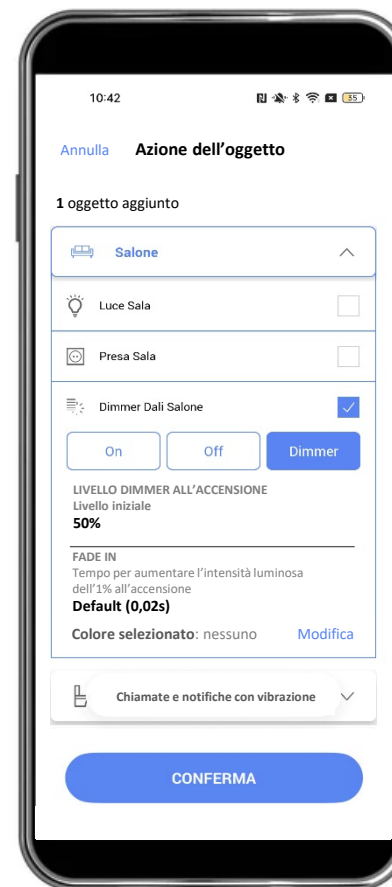 10:42
35
Annulla Azione dell'oggetto
1 oggetto aggiunto
Salone
Luce Sala
Presa Sala
Dimmer Dali Salone
On Off Dimmer
LIVELLO DIMMER ALL'ACCENSIONE
Livello iniziale
50%
FADE IN
Tempo per aumentare l'intensità luminosa
dell'1% all'accensione
Default (0,02s)
Colore selezionato: nessuno Modifica
Chiamate e notifiche con vibrazione
CONFERMA